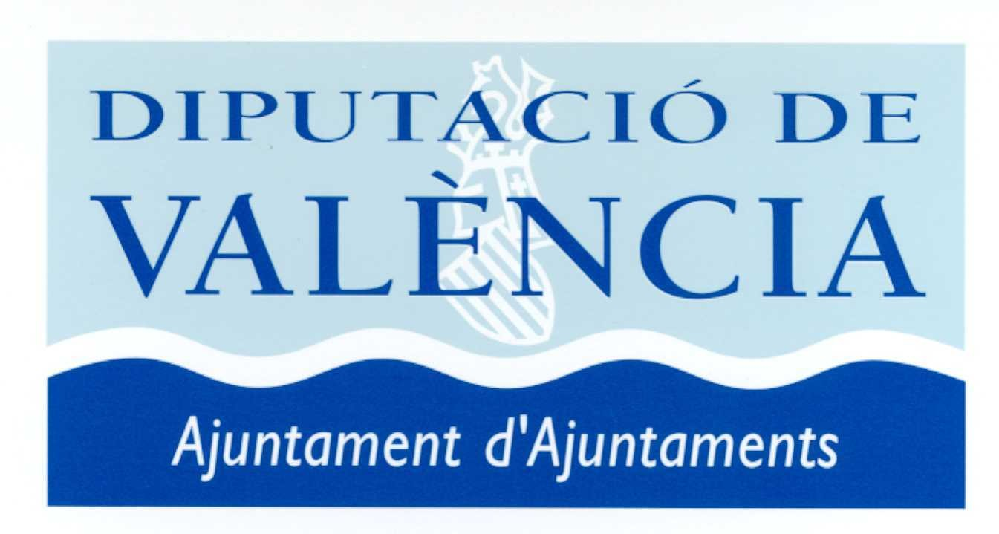 DIPUTACIÓ DE
VALÈNCIA
Ajuntament d'Ajuntaments